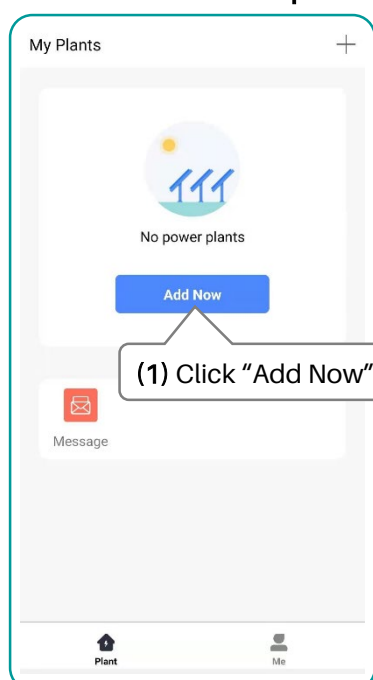 My Plants
No power plants
Add Now
(1) Click “Add Now”
Message
Plant
Me